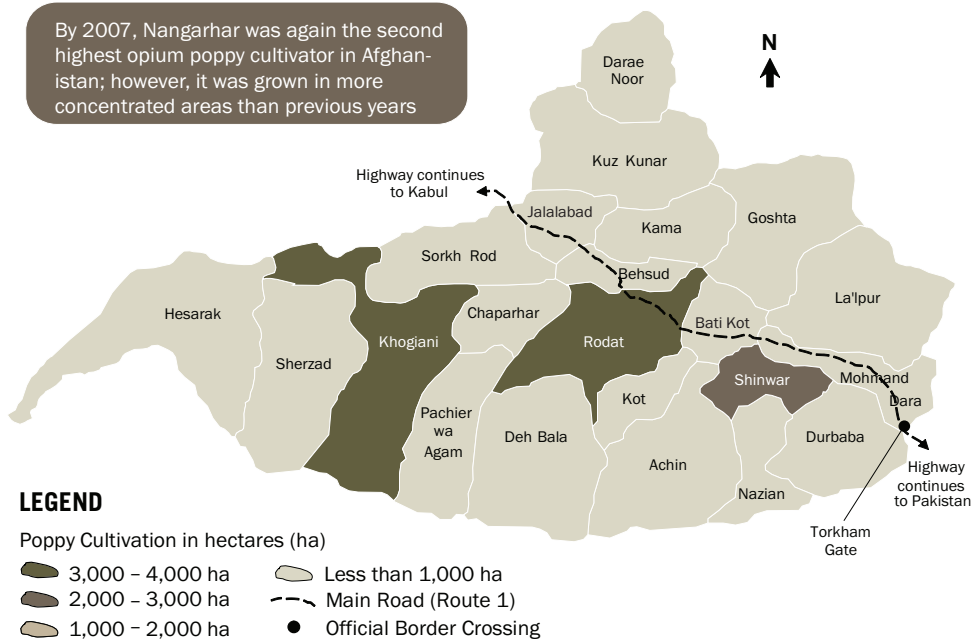 By 2007, Nangarhar was again the second
highest opium poppy cultivator in Afghan-
istan; however, it was grown in more
concentrated areas than previous years
N
Darae
Noor
Kuz Kunar
Highway continues
to Kabul
Jalalabad
Kama
Goshta
Sorkh Rod
Behsud
La'lpur
Hesarak
Chaparhar
Bati Kot
Khogiani
Rodat
Sherzad
Shinwar
Mohmand
Dara
Kot
Pachier
wa
Agam
Deh Bala
Durbaba
Achin
Nazian
Highway
continues
to Pakistan
Torkham
Gate
LEGEND
Poppy Cultivation in hectares (ha)
3,000 – 4,000 ha
2,000 – 3,000 ha
1,000 – 2,000 ha
Less than 1,000 ha
Main Road (Route 1)
Official Border Crossing